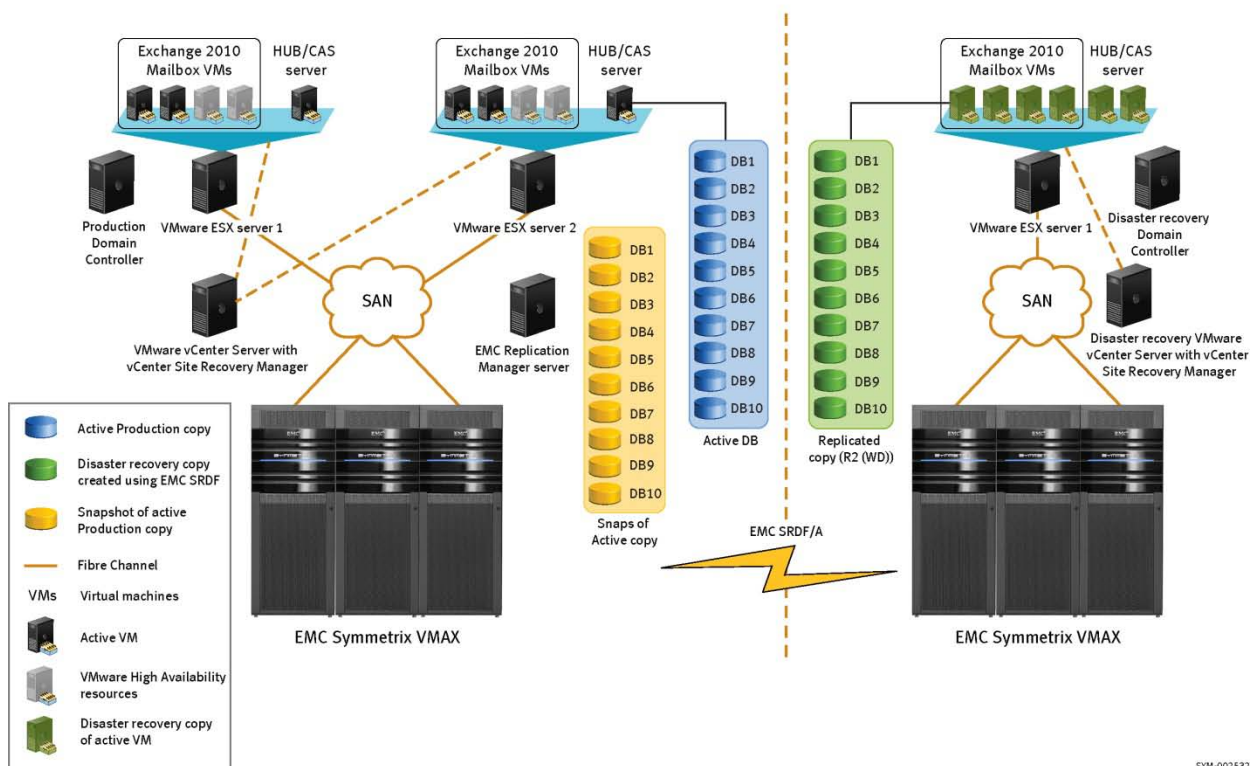 Exchange 2010
Mailbox VMs
HUB/CAS
server
Exchange 2010
Mailbox VMs
HUB/CAS
server
Exchange 2010
Mailbox VMs
HUB/CAS
server
Production
Domain
Controller
VMware ESX server 1
VMware ESX server 2
VMware ESX server 1
Disaster recovery
Domain
Controller
SAN
SAN
VMware vCenter Server with
vCenter Site Recovery Manager
EMC Replication
Manager server
Disaster recovery VMware
vCenter Server with vCenter
Site Recovery Manager
DB1
DB2
DB3
DB4
DB5
DB6
DB7
DB8
DB9
DB10
Snaps of
Active copy
DB1
DB2
DB3
DB4
DB5
DB6
DB7
DB8
DB9
DB10
Active DB
DB1
DB2
DB3
DB4
DB5
DB6
DB7
DB8
DB9
DB10
Replicated
copy (R2 (WD))
EMC SRDF/A
EMC Symmetrix VMAX
EMC Symmetrix VMAX
Active Production copy
Disaster recovery copy
created using EMC SRDF
Snapshot of active
Production copy
Fibre Channel
VMs
Virtual machines
Active VM
VMware High Availability
resources
Disaster recovery copy
of active VM
SYM-002532